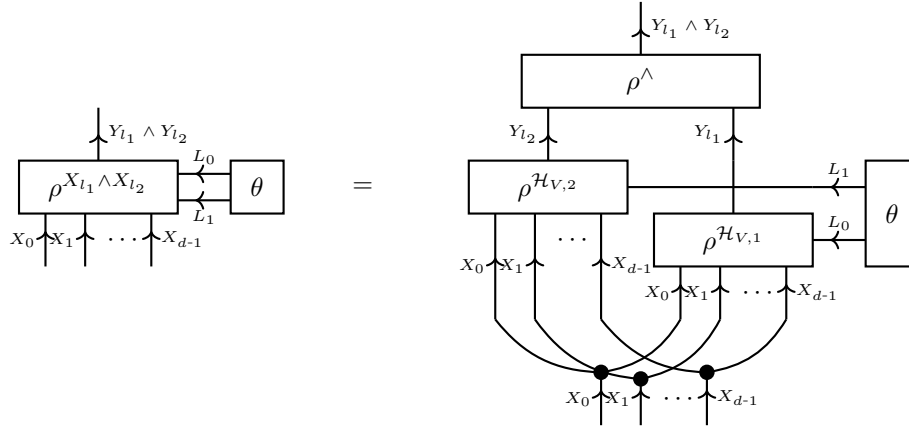 Y_{l_1} ∧ Y_{l_2}
ρ^∧
Y_{l_1} ∧ Y_{l_2} Y_{l_2} Y_{l_1}
L_0 L_1
ρ^{X_{l_1} ∧ X_{l_2}} θ = ρ^{\mathcal{H}_{V,2}} θ
L_1 L_0
X_0 X_1 ... X_{d-1} ... ρ^{\mathcal{H}_{V,1}}
X_0 X_1 X_{d-1} X_0 X_1 ... X_{d-1}
X_0 X_1 ... X_{d-1}